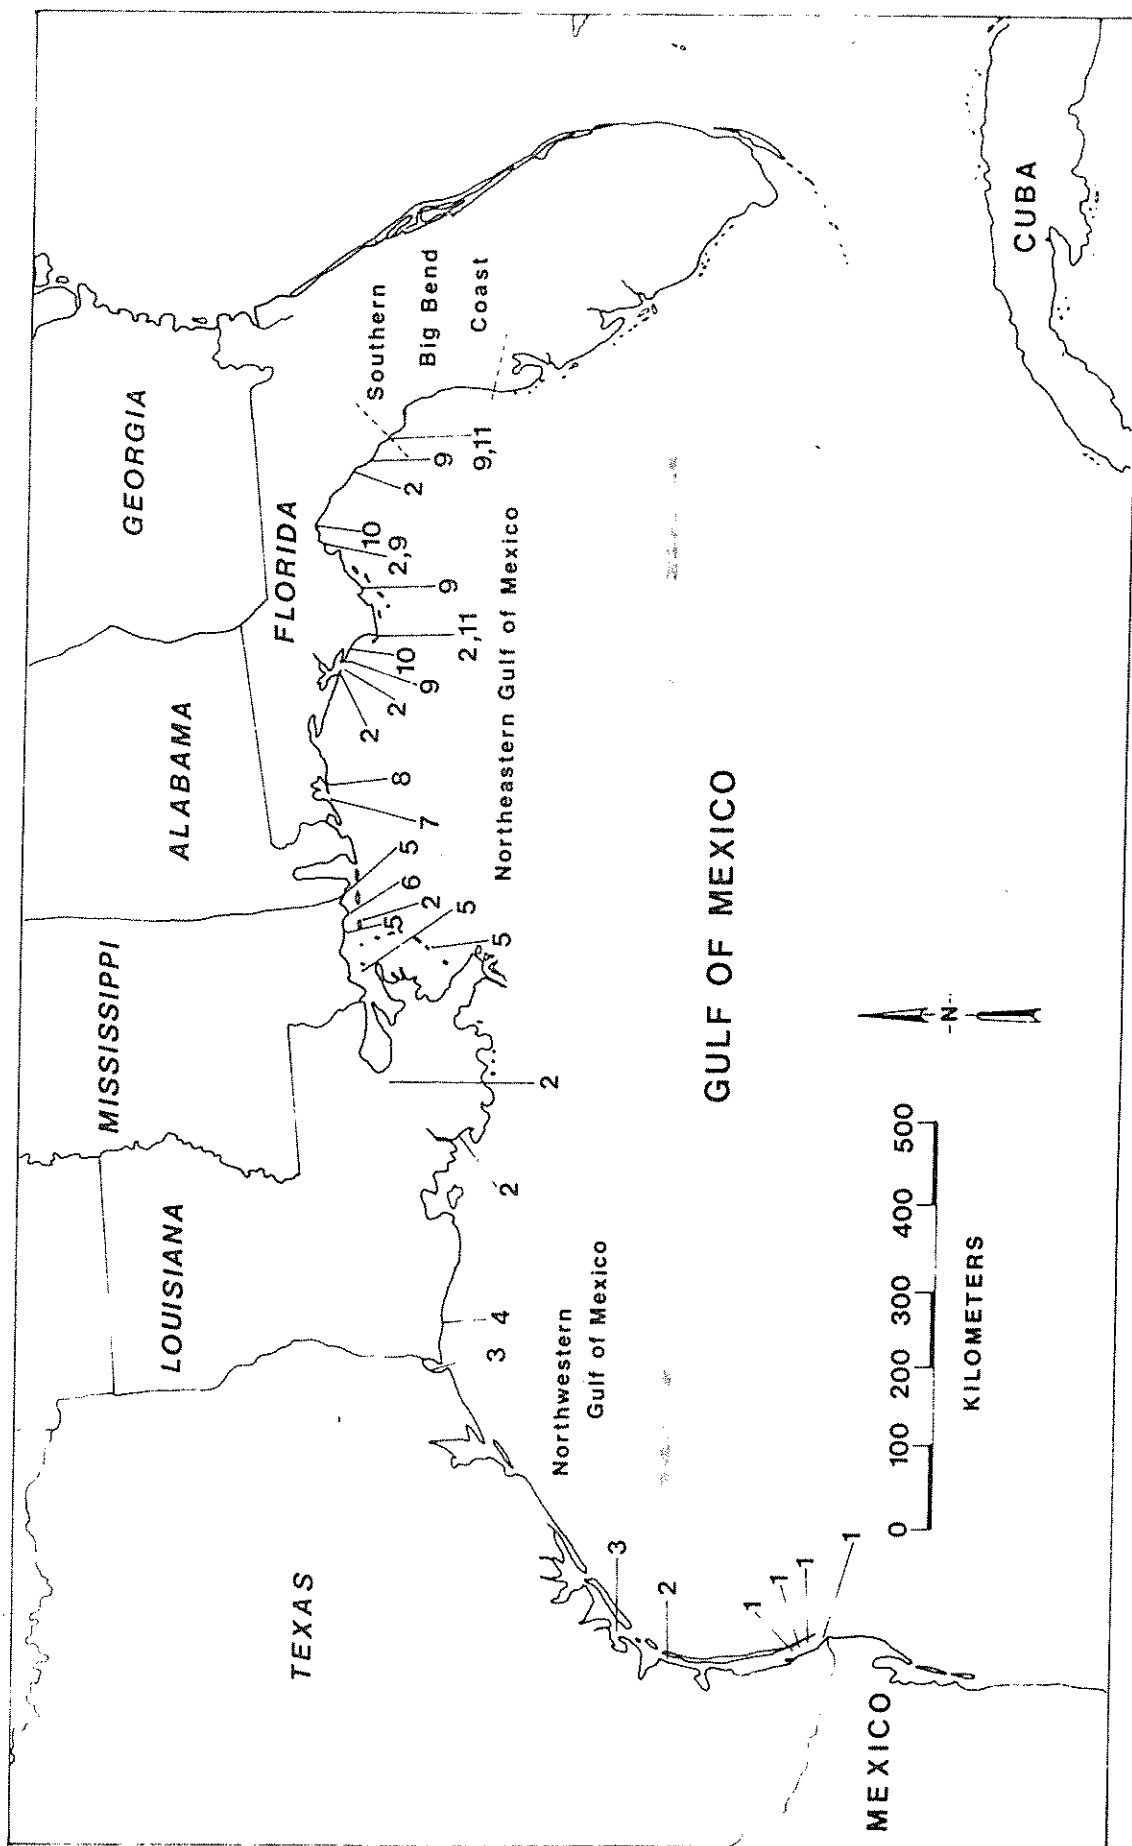 GEORGIA
ALABAMA
MISSISSIPPI
LOUISIANA
TEXAS
FLORIDA
Southern
Big Bend
Coast
9,11
9
2
10
2,9
9
2,11
10
9
2
2
8
7
5
6
2
5
5
5
2
2
4
3
3
2
1
1
1
1
Northeastern Gulf of Mexico
Northwestern
Gulf of Mexico
GULF OF MEXICO
CUBA
MEXICO
-N-
0 100 200 300 400 500
KILOMETERS